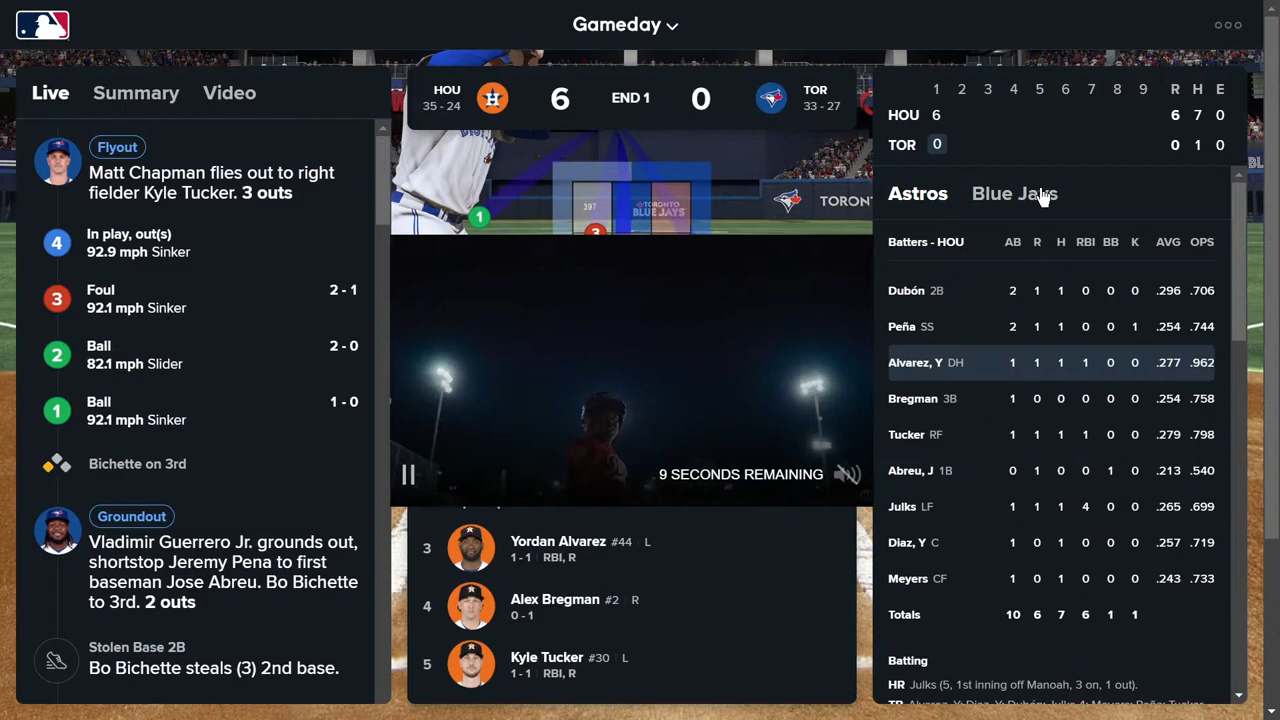 Gameday
Live Summary Video
Flyout
Matt Chapman flies out to right
fielder Kyle Tucker. 3 outs
4 In play, out(s)
92.9 mph Sinker
3 Foul 2 - 1
92.1 mph Sinker
2 Ball 2 - 0
82.1 mph Slider
1 Ball 1 - 0
92.1 mph Sinker
Bichette on 3rd
Groundout
Vladimir Guerrero Jr. grounds out,
shortstop Jeremy Pena to first
baseman Jose Abreu. Bo Bichette
to 3rd. 2 outs
Stolen Base 2B
Bo Bichette steals (3) 2nd base.
HOU 6 END 1 0 TOR
35 - 24 33 - 27
397
TORONTO
BLUE JAYS
TORON
1
3
9 SECONDS REMAINING
3 Yordan Alvarez #44 L
1 - 1 RBI, R
4 Alex Bregman #2 R
0 - 1
5 Kyle Tucker #30 L
1 - 1 RBI, R
1 2 3 4 5 6 7 8 9 R H E
HOU 6 6 7 0
TOR 0 0 1 0
Astros Blue Jays
Batters - HOU AB R H RBI BB K AVG OPS
Dubón 2B 2 1 1 0 0 0 .296 .706
Peña SS 2 1 1 0 0 1 .254 .744
Alvarez, Y DH 1 1 1 1 0 0 .277 .962
Bregman 3B 1 0 0 0 0 0 .254 .758
Tucker RF 1 1 1 1 0 0 .279 .798
Abreu, J 1B 0 1 0 0 1 0 .213 .540
Julks LF 1 1 1 4 0 0 .265 .699
Diaz, Y C 1 0 1 0 0 0 .257 .719
Meyers CF 1 0 1 0 0 0 .243 .733
Totals 10 6 7 6 1 1
Batting
HR Julks (5, 1st inning off Manoah, 3 on, 1 out).